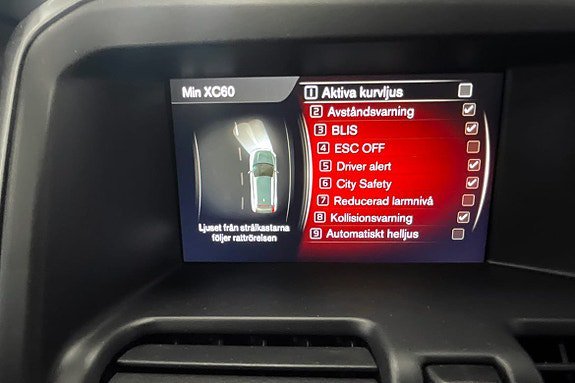 Min XC60
1 Aktiva kurvljus
2 Avståndsvarning
3 BLIS
4 ESC OFF
5 Driver alert
6 City Safety
7 Reducerad larmnivå
8 Kollisionsvarning
9 Automatiskt helljus
Ljuset från strålkastarna
följer rattrörelsen